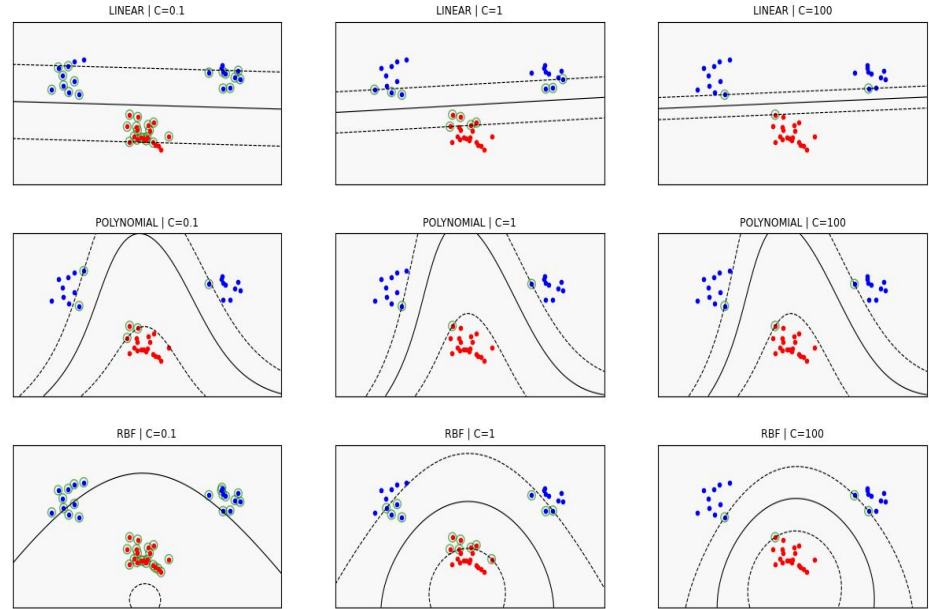 LINEAR | C=0.1
LINEAR | C=1
LINEAR | C=100
POLYNOMIAL | C=0.1
POLYNOMIAL | C=1
POLYNOMIAL | C=100
RBF | C=0.1
RBF | C=1
RBF | C=100